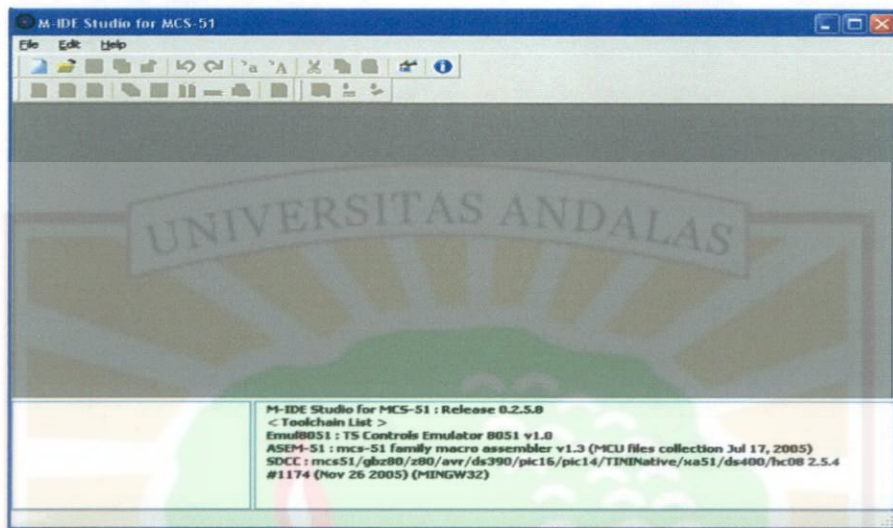 M-IDE Studio for MCS-51
File Edit Help
UNIVERSITAS ANDALAS
M-IDE Studio for MCS-51 : Release 0.2.5.8
< Toolchain List >
Emul8051 : TS Controls Emulator 8051 v1.0
ASEM-51 : mcs-51 family macro assembler v1.3 (MCU files collection Jul 17, 2005)
SDCC : mcs51/gbz80/z80/avr/ds390/pic16/pic14/TININative/xa51/ds400/hc08 2.5.4
#1174 (Nov 26 2005) (MINGW32)